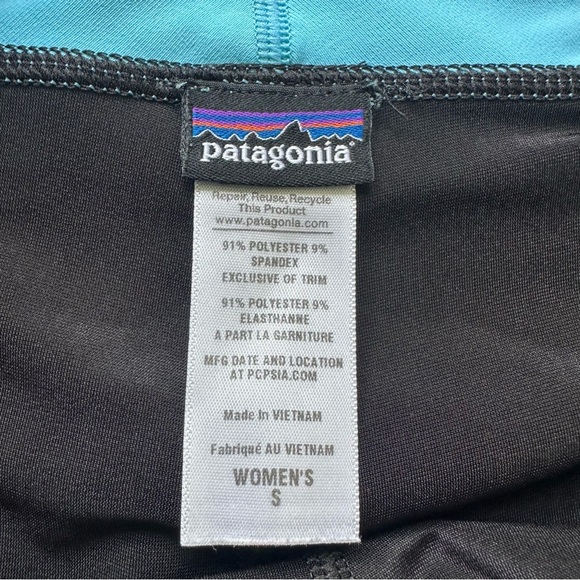 patagonia®
Repair, Reuse, Recycle
This Product
www.patagonia.com
91% POLYESTER 9%
SPANDEX
EXCLUSIVE OF TRIM
91% POLYESTER 9%
ELASTHANNE
A PART LA GARNITURE
MFG DATE AND LOCATION
AT PCPSIA.COM
Made In VIETNAM
Fabriqué AU VIETNAM
WOMEN'S
S